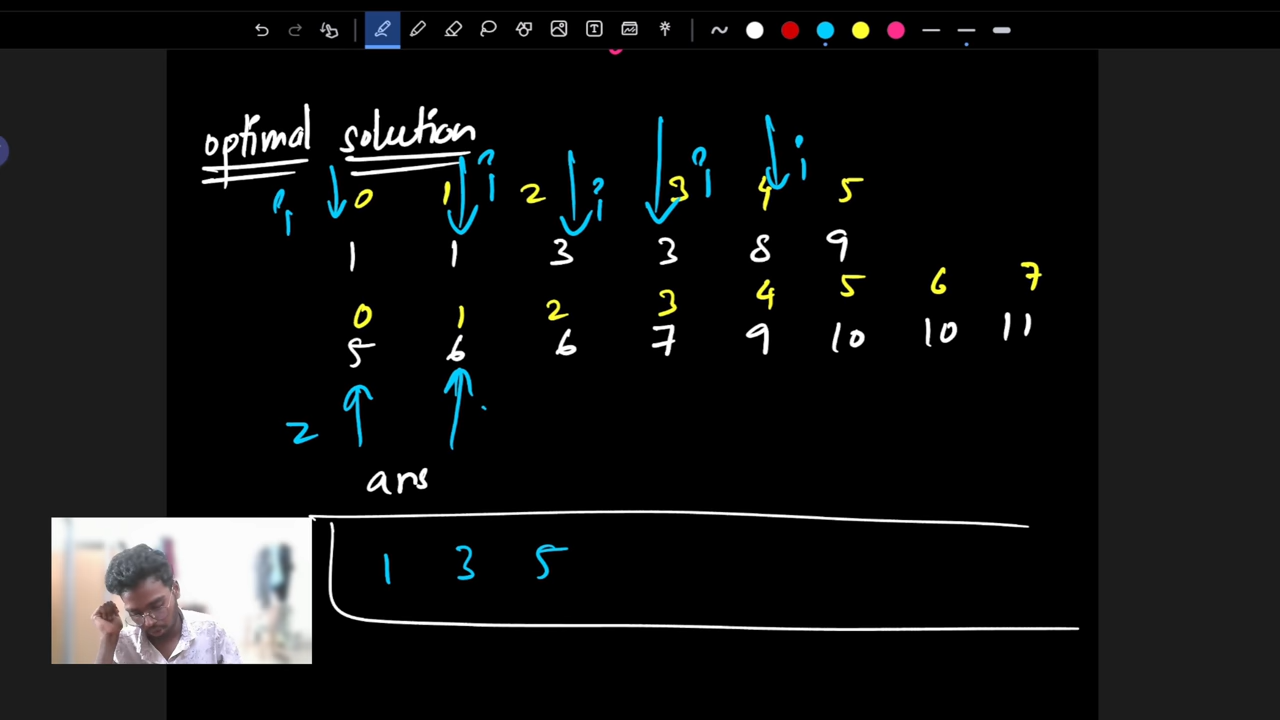 optimal solution
i 0 1 i 2 i 3 i 4 i 5
1 1 3 3 8 9
0 1 2 3 4 5 6 7
5 6 6 7 9 10 10 11
ans
1 3 5